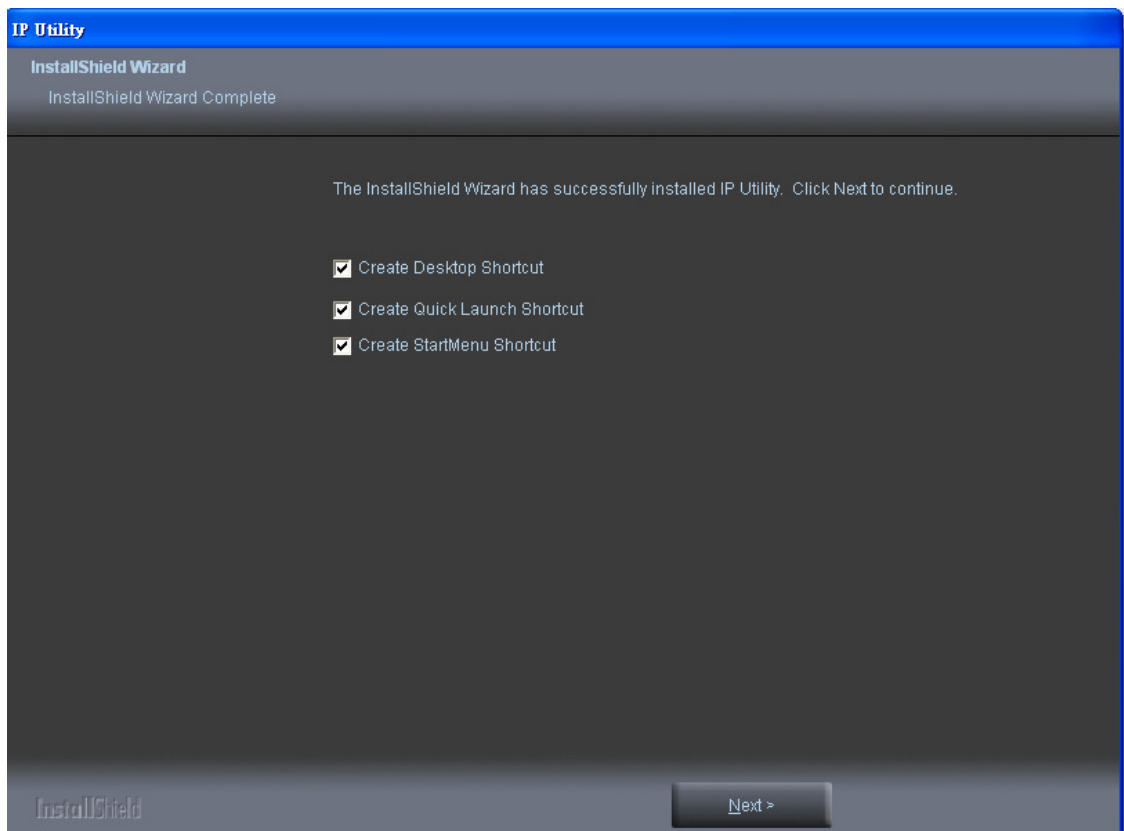 IP Utility
InstallShield Wizard
InstallShield Wizard Complete
The InstallShield Wizard has successfully installed IP Utility.  Click Next to continue.
Create Desktop Shortcut
Create Quick Launch Shortcut
Create StartMenu Shortcut
InstallShield
Next >